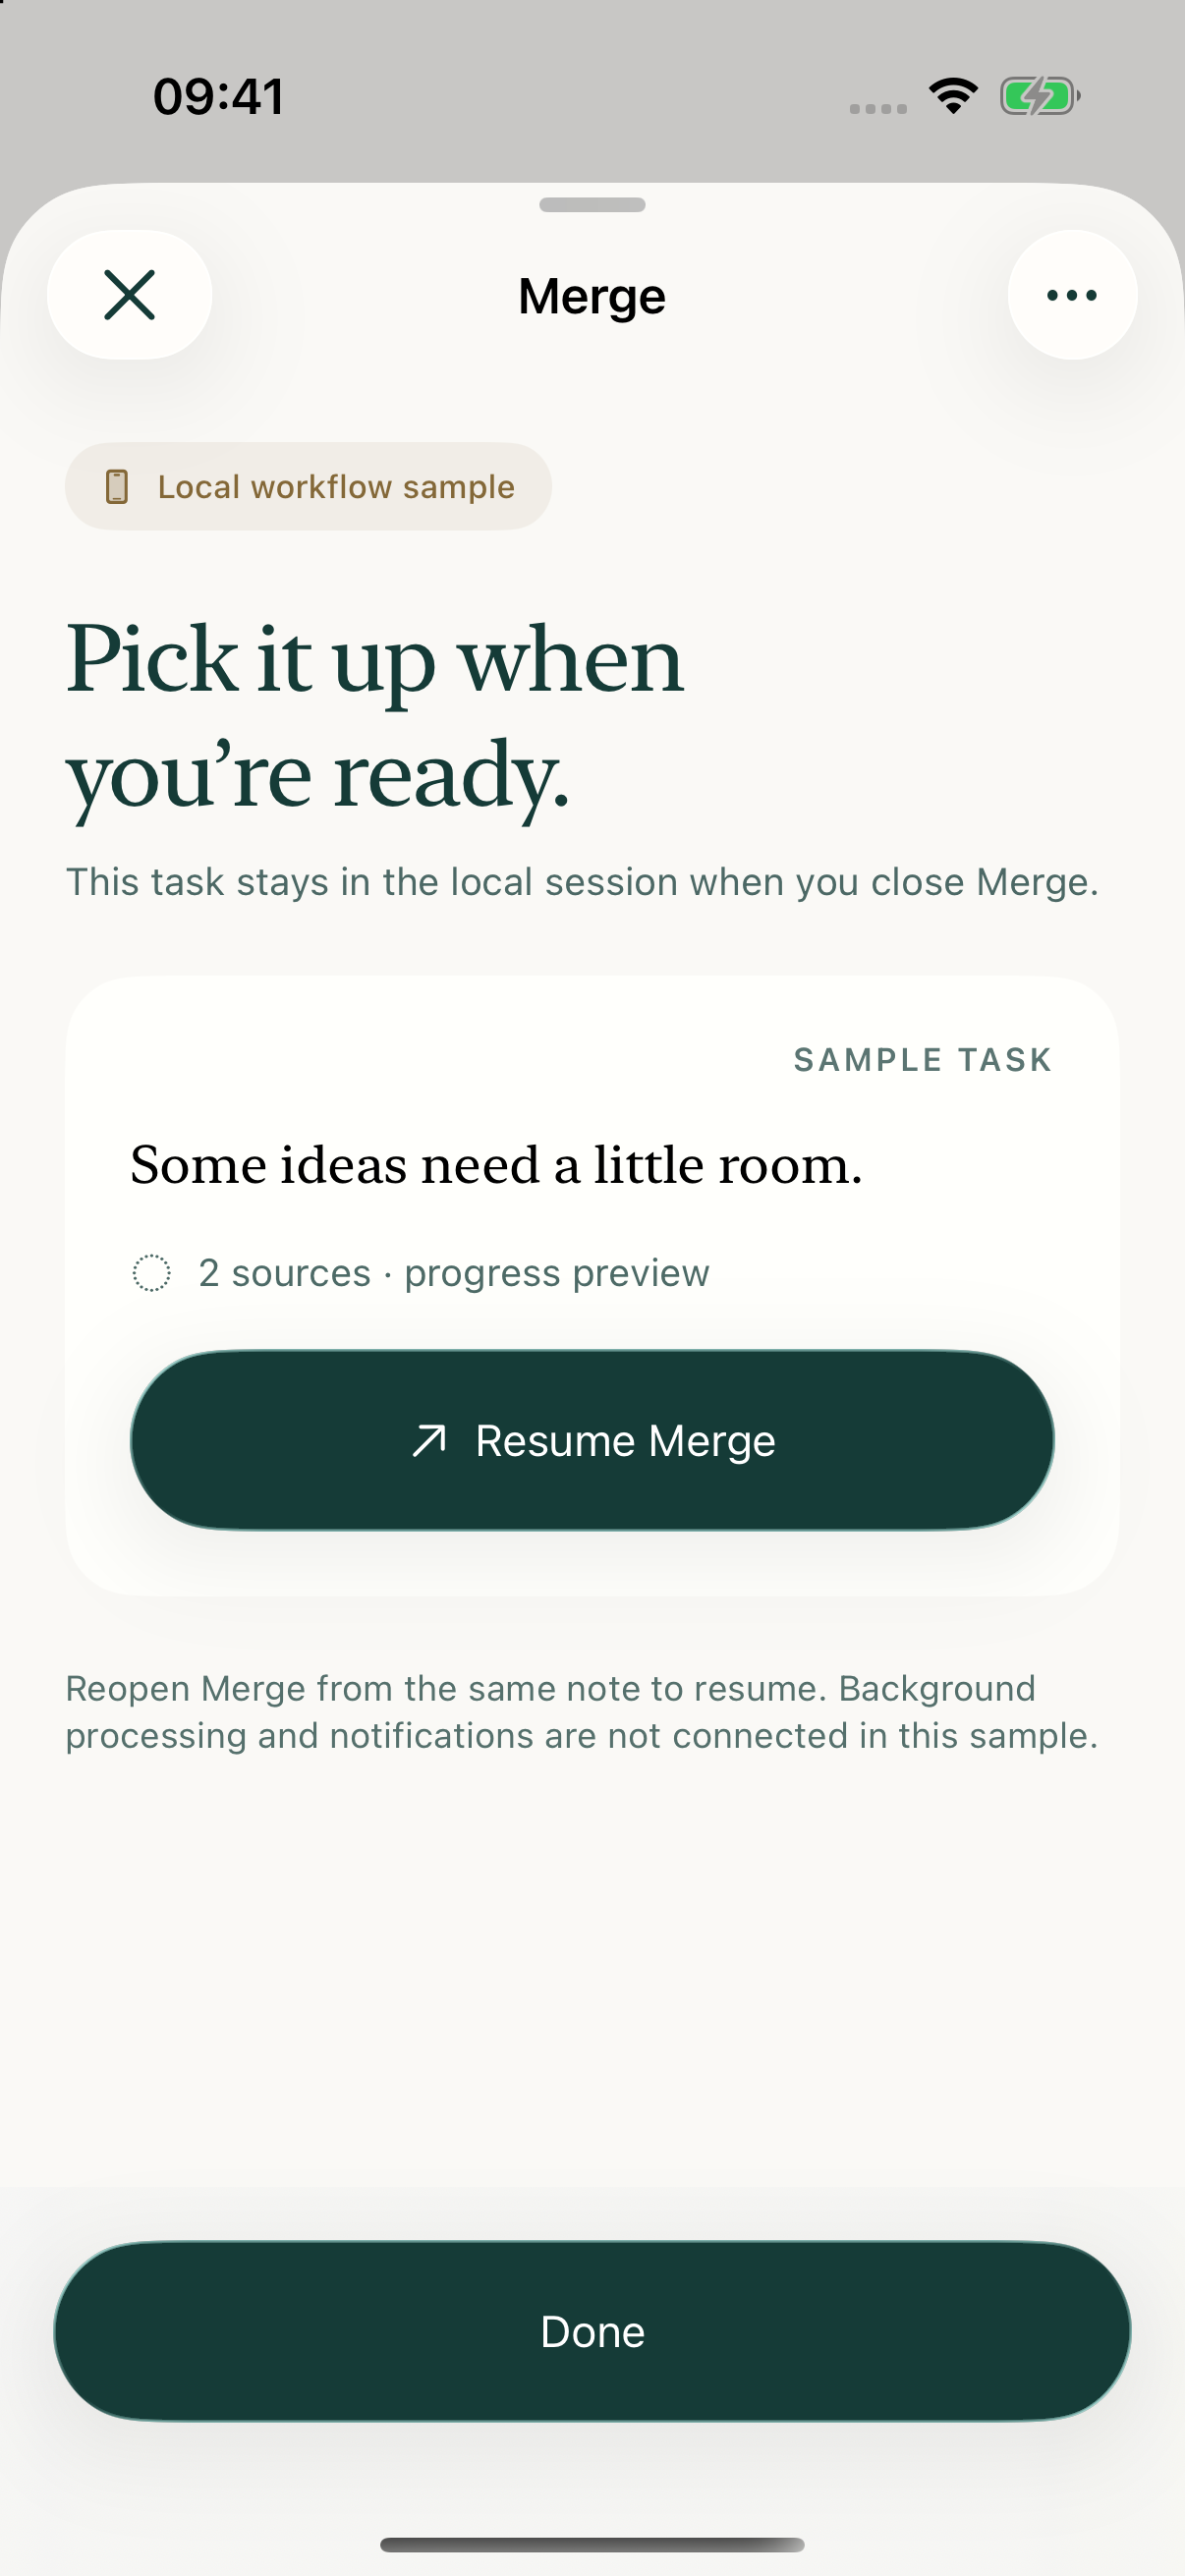 09:41
Merge
Local workflow sample
Pick it up when
you’re ready.
This task stays in the local session when you close Merge.
SAMPLE TASK
Some ideas need a little room.
2 sources · progress preview
Resume Merge
Reopen Merge from the same note to resume. Background
processing and notifications are not connected in this sample.
Done